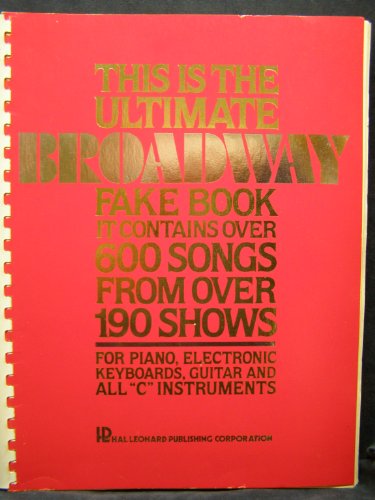 THIS IS THE
ULTIMATE
BROADWAY
FAKE BOOK
IT CONTAINS OVER
600 SONGS
FROM OVER
190 SHOWS
FOR PIANO, ELECTRONIC
KEYBOARDS, GUITAR AND
ALL "C" INSTRUMENTS
HL HAL LEONARD PUBLISHING CORPORATION